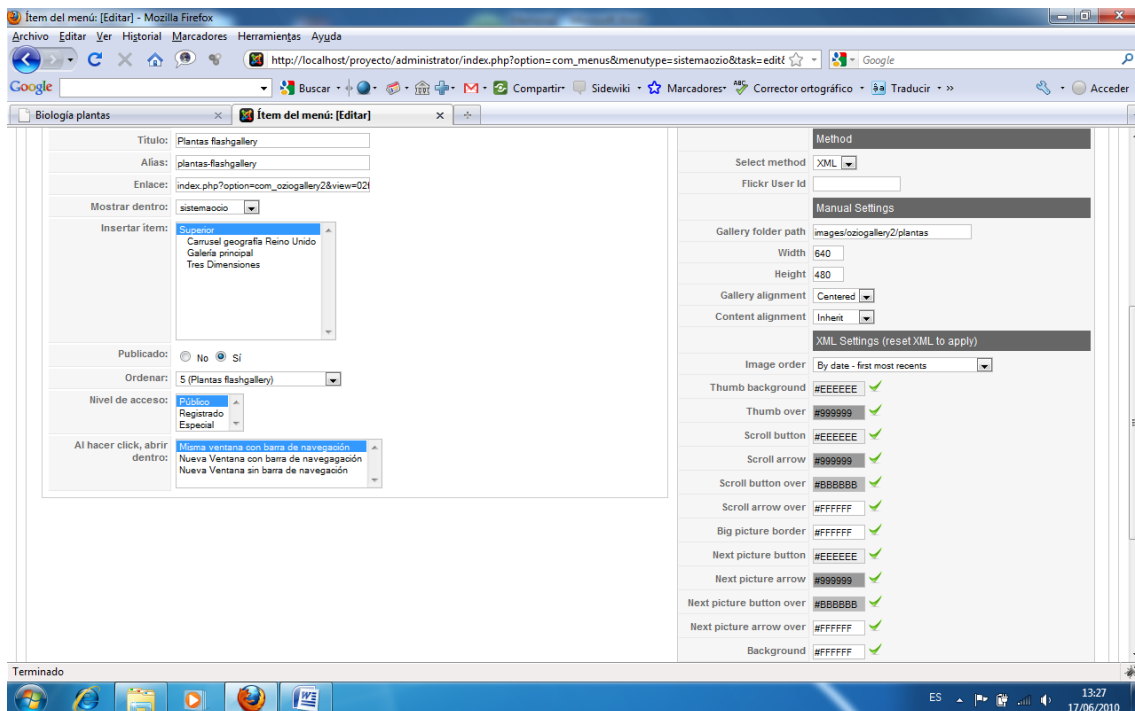 Ítem del menú: [Editar] - Mozilla Firefox
Archivo Editar Ver Historial Marcadores Herramientas Ayuda
http://localhost/proyecto/administrator/index.php?option=com_menus&menutype=sistemaozio&task=edit& Google
Google Buscar Compartir Sidewiki Marcadores ABC Corrector ortográfico Traducir » Acceder
Biología plantas Ítem del menú: [Editar]
Título: Plantas flashgallery
Alias: plantas-flashgallery
Enlace: index.php?option=com_oziogallery2&view=02f
Mostrar dentro: sistemaocio
Insertar ítem: Superior
Carrusel geografía Reino Unido
Galería principal
Tres Dimensiones
Publicado: No Sí
Ordenar: 5 (Plantas flashgallery)
Nivel de acceso: Público
Registrado
Especial
Al hacer click, abrir dentro: Misma ventana con barra de navegación
Nueva Ventana con barra de navegagación
Nueva Ventana sin barra de navegación
Method
Select method XML
Flickr User Id
Manual Settings
Gallery folder path images/oziogallery2/plantas
Width 640
Height 480
Gallery alignment Centered
Content alignment Inherit
XML Settings (reset XML to apply)
Image order By date - first most recents
Thumb background #EEEEEE
Thumb over #999999
Scroll button #EEEEEE
Scroll arrow #999999
Scroll button over #BBBBBB
Scroll arrow over #FFFFFF
Big picture border #FFFFFF
Next picture button #EEEEEE
Next picture arrow #999999
Next picture button over #BBBBBB
Next picture arrow over #FFFFFF
Background #FFFFFF
Terminado
ES 13:27
17/06/2010